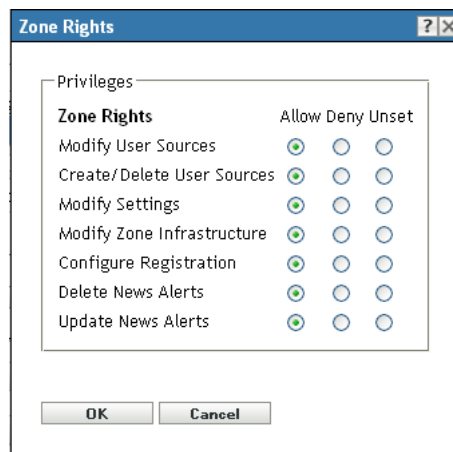 Zone Rights
?
Privileges
Zone Rights Allow Deny Unset
Modify User Sources
Create/Delete User Sources
Modify Settings
Modify Zone Infrastructure
Configure Registration
Delete News Alerts
Update News Alerts
OK Cancel